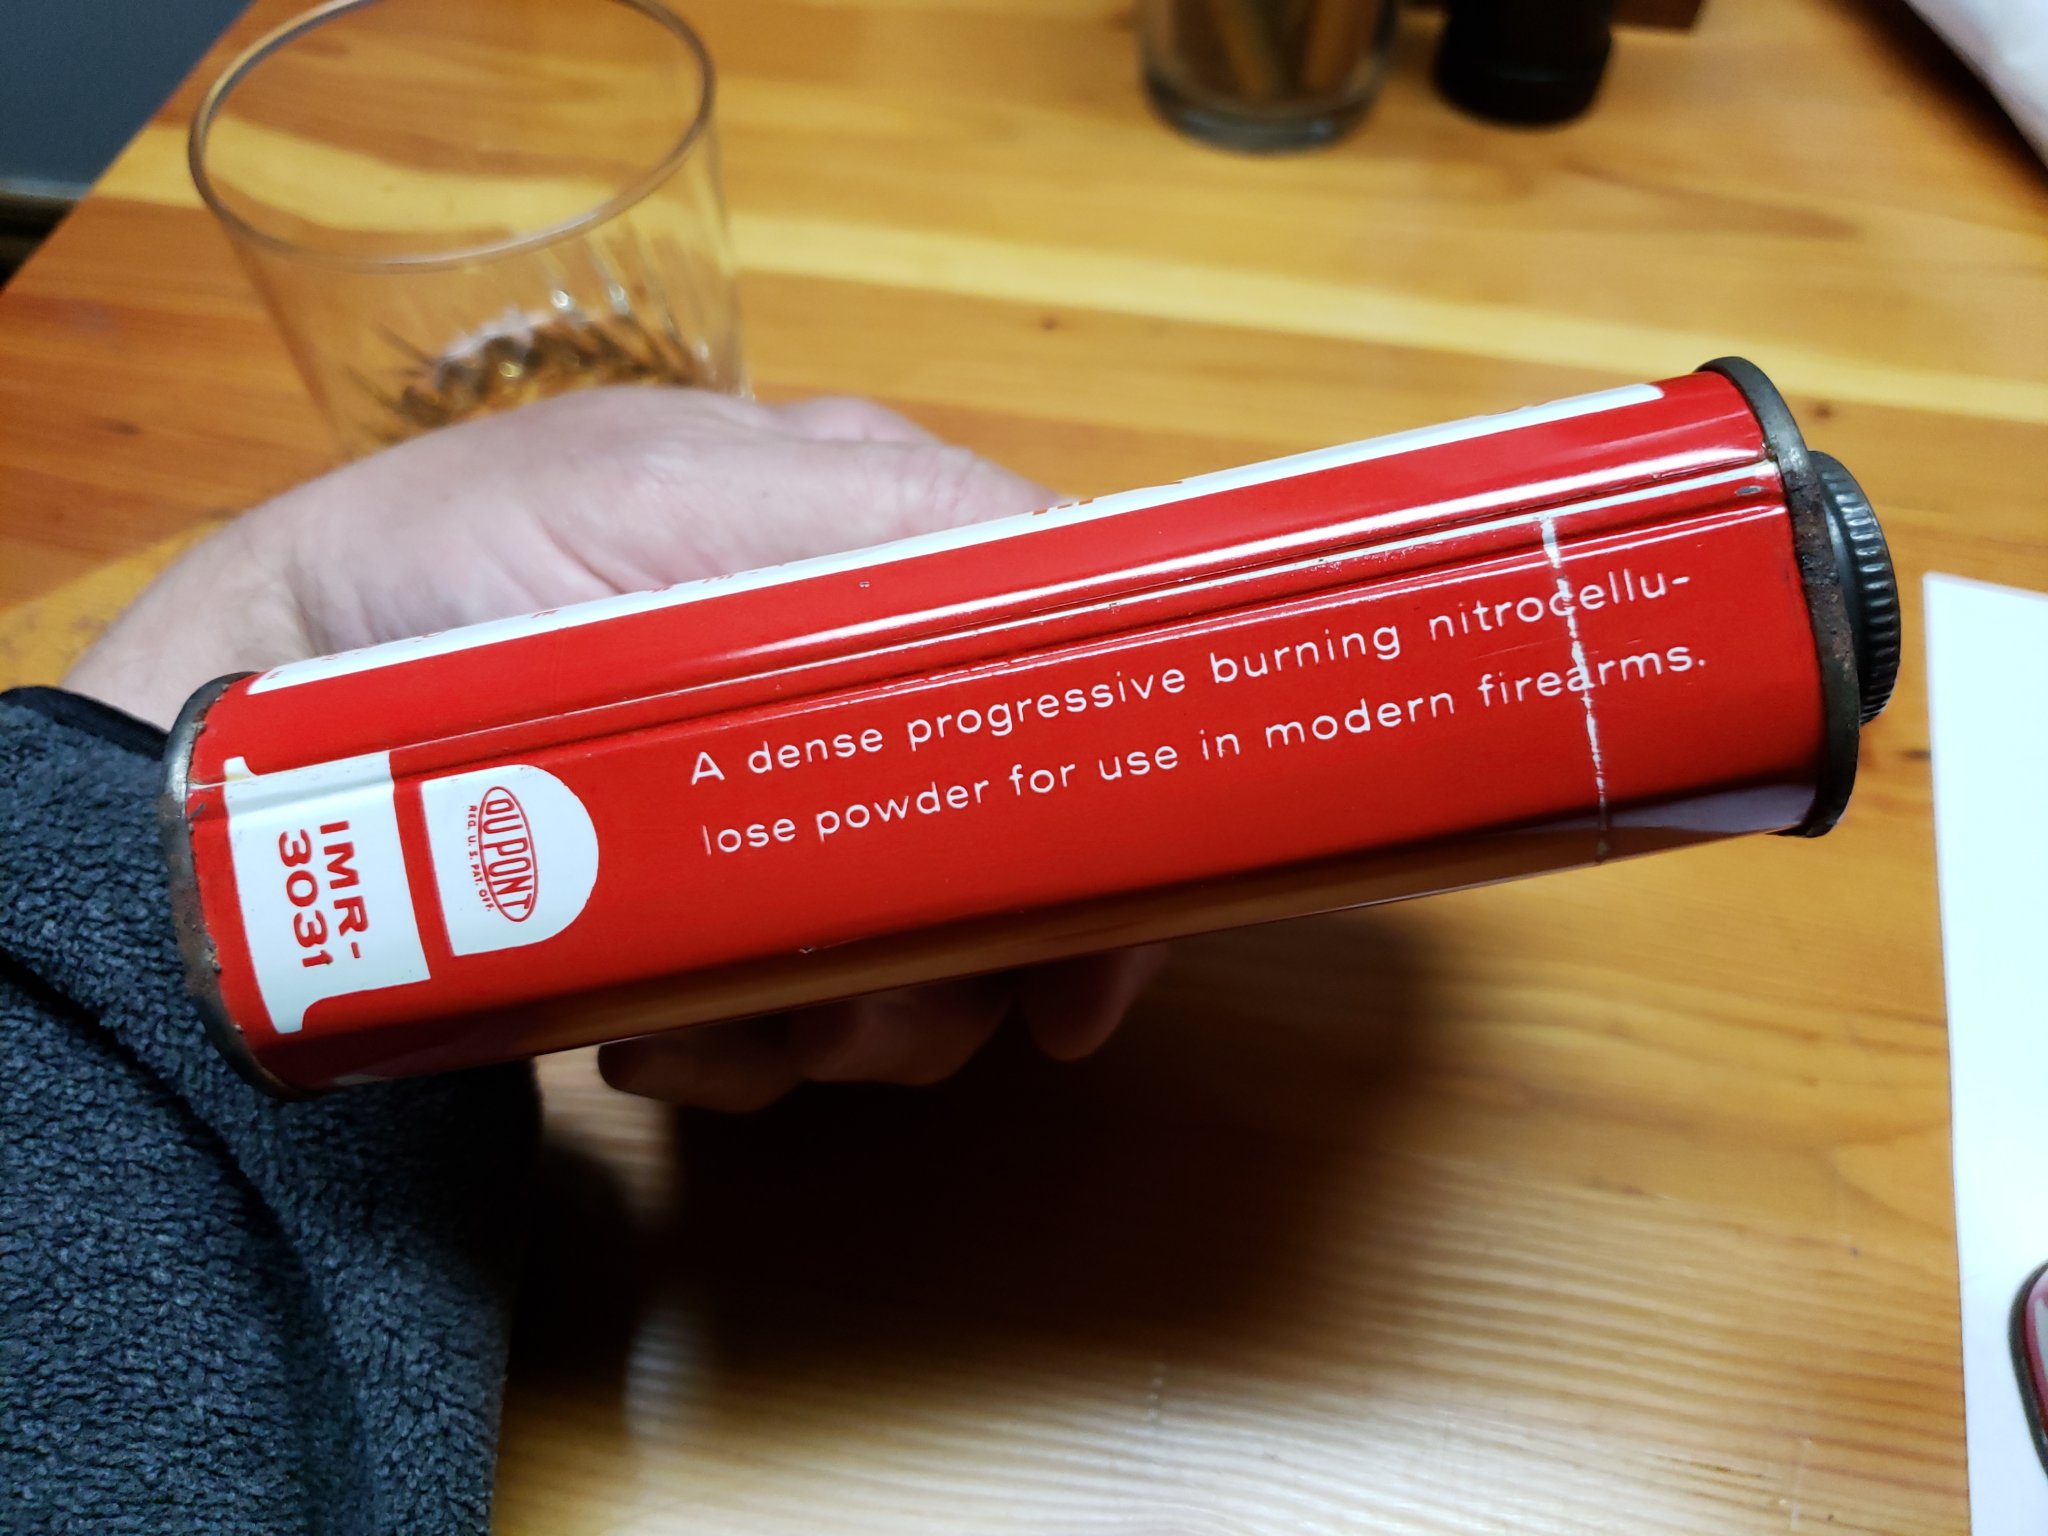 A dense progressive burning nitrocellu-
lose powder for use in modern firearms.
DU PONT
REG. U. S. PAT. OFF.
IMR-
3031